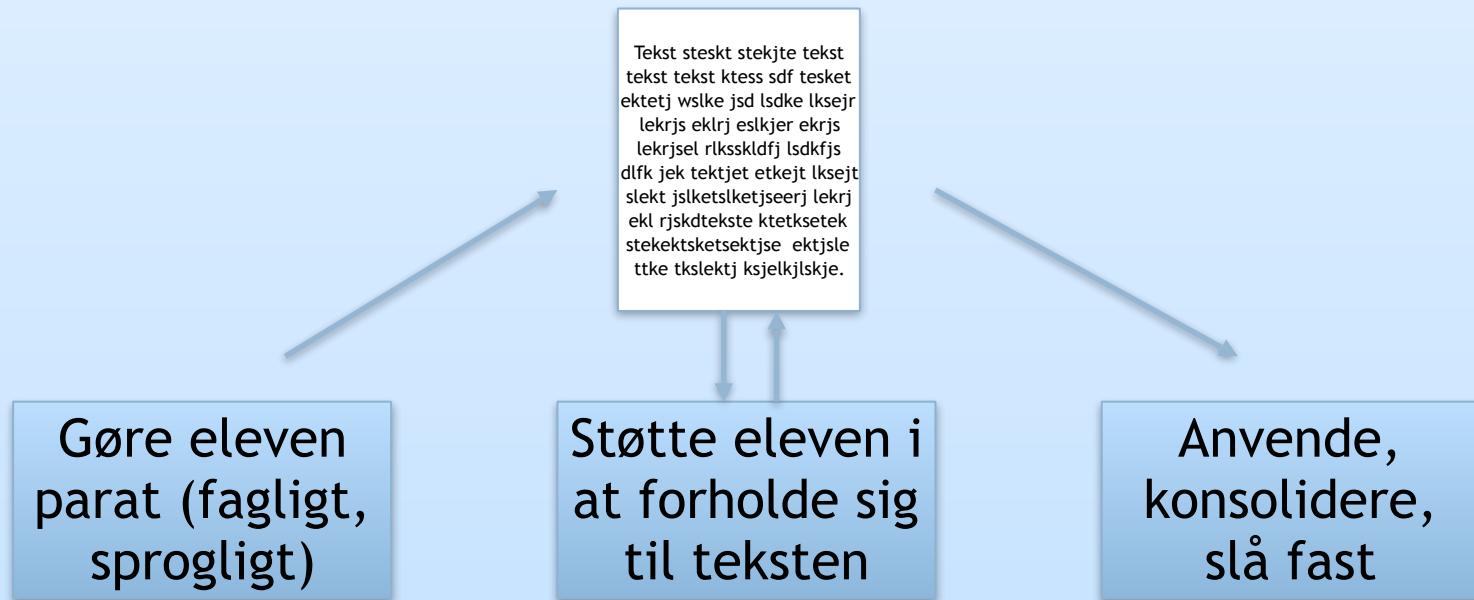 Tekst steskt stekjte tekst
tekst tekst ktess sdf tesket
ektetj wslke jsd lsdke lksejr
lekrjs eklrj eslkjer ekrjs
lekrjsel rlksskldfj lsdkfjs
dlfk jek tektjet etkejt lksejt
slekt jslketslketjseerj lekrj
ekl rjskdtekste ktetksetek
stekektsketsektjse ektjsle
ttke tkslektj ksjelkjlskje.
Gøre eleven
parat (fagligt,
sprogligt)
Støtte eleven i
at forholde sig
til teksten
Anvende,
konsolidere,
slå fast